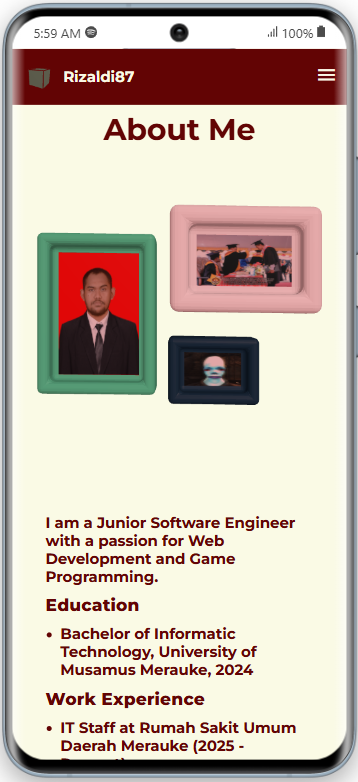 5:59 AM
100%
Rizaldi87
About Me
I am a Junior Software Engineer
with a passion for Web
Development and Game
Programming.
Education
• Bachelor of Informatic
Technology, University of
Musamus Merauke, 2024
Work Experience
• IT Staff at Rumah Sakit Umum
Daerah Merauke (2025 -